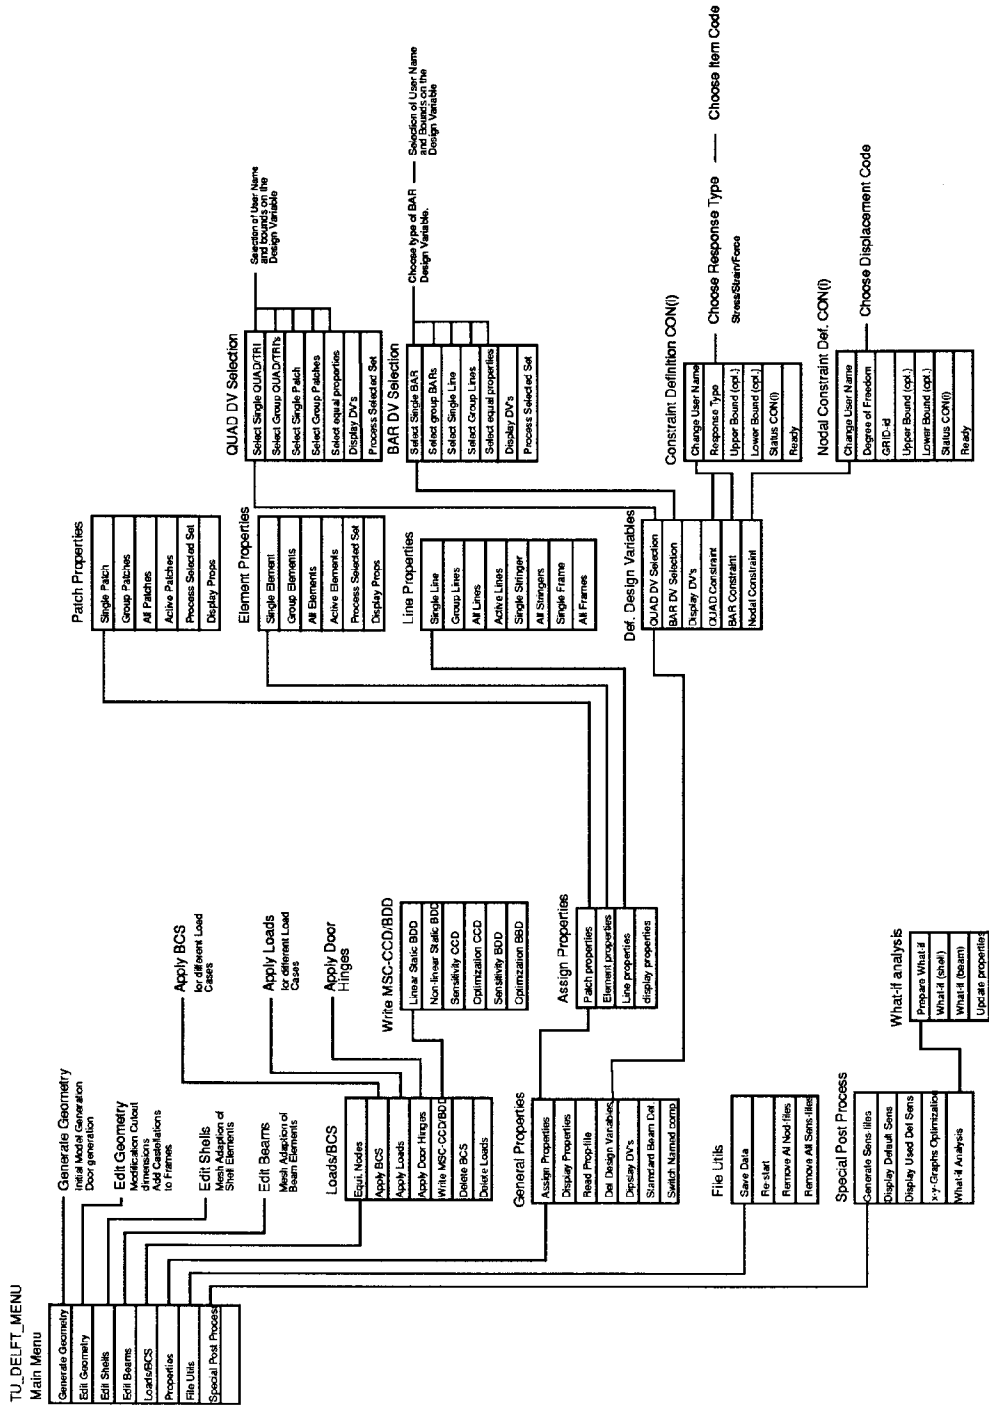 TU_DELFT_MENU
Main Menu
Generate Geometry
Edit Geometry
Edit Shells
Edit Beams
Loads/BCS
Properties
File Utils
Special Post Process
Generate Geometry
Initial Model Generation
Door generation
Edit Geometry
Modification Cutout
dimensions
Add Castellations
to Frames
Edit Shells
Mesh Adaption of
Shell Elements
Edit Beams
Mesh Adaption of
Beam Elements
Loads/BCS
Equi. Nodes
Apply BCS
Apply Loads
Apply Door Hinges
Write MSC-CCD/BDD
Delete BCS
Delete Loads
Apply BCS
for different Load
Cases
Apply Loads
for different Load
Cases
Apply Door
Hinges
Write MSC-CCD/BDD
Linear Static BDD
Non-linear Static BDD
Sensitivity CCD
Optimization CCD
Sensitivity BDD
Optimization BBD
General Properties
Assign Properties
Display Properties
Read Prop-file
Def Design Variables
Dipslay DV's
Standard Beam Def.
Switch Named comp
Assign Properties
Patch properties
Element properties
Line properties
display properties
File Utils
Save Data
Re-start
Remove Al Nod-files
Remove All Sens-files
Special Post Process
Generate Sens-files
Display Default Sens
Display Used Def Sens
x-y-Graphs Optimization
What-if Analysis
What-if analysis
Prepare What-if
What-if (shell)
What-if (beam)
Update properties
Patch Properties
Single Patch
Group Patches
All Patches
Active Patches
Process Selected Set
Display Props
Element Properties
Single Element
Group Elements
All Elements
Active Elements
Process Selected Set
Display Props
Line Properties
Single Line
Group Lines
All Lines
Active Lines
Single Stringer
All Stringers
Single Frame
All Frames
Def. Design Variables
QUAD DV Selection
BAR DV Selection
Display DV's
QUAD Constraint
BAR Constraint
Nodal Constraint
QUAD DV Selection
Select Single QUAD/TRI
Select Group QUAD/TRI's
Select Single Patch
Select Group Patches
Select equal properties
Display DV's
Process Selected Set
Selection of User Name
and bounds on the
Design Variable
BAR DV Selection
Select Single BAR
Select group BARs
Select Single Line
Select Group Lines
Select equal properties
Display DV's
Process Selected Set
Choose type of BAR
Design Variable.
Selection of User Name
and Bounds on the
Design Variable
Constraint Definition CON(i)
Change User Name
Response Type
Upper Bound (opt.)
Lower Bound (opt.)
Status CON(i)
Ready
Choose Response Type
Stress/Strain/Force
Choose Item Code
Nodal Constraint Def. CON(i)
Change User Name
Degree of Freedom
GRID-id
Upper Bound (opt.)
Lower Bound (opt.)
Status CON(i)
Ready
Choose Displacement Code